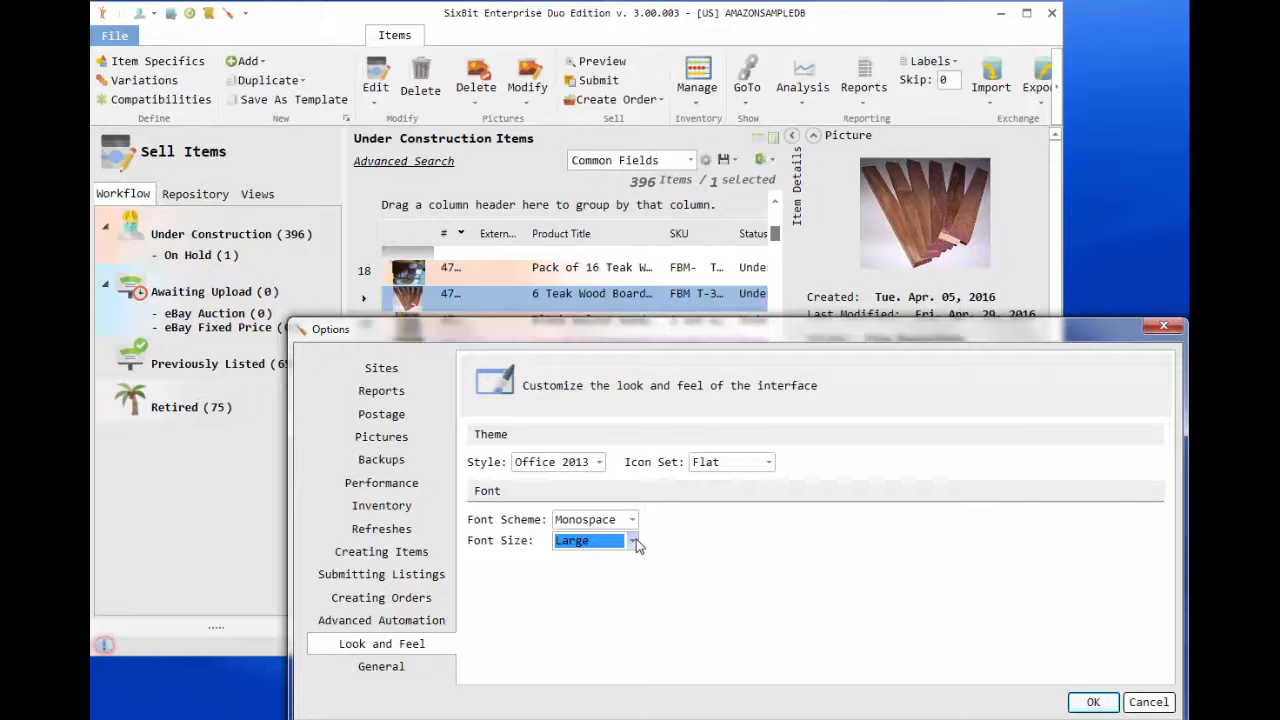 SixBit Enterprise Duo Edition v. 3.00.003 - [US] AMAZONSAMPLEDB
File
Items
Item Specifics
Variations
Compatibilities
Define
Add
Duplicate
Save As Template
New
Edit
Delete
Modify
Delete
Modify
Pictures
Preview
Submit
Create Order
Sell
Manage
Inventory
GoTo
Show
Analysis
Reports
Labels
Skip: 0
Reporting
Import
Expor
Exchange
Sell Items
Workflow
Repository
Views
Under Construction (396)
- On Hold (1)
Awaiting Upload (0)
- eBay Auction (0)
- eBay Fixed Price (
Previously Listed (6
Retired (75)
Under Construction Items
Advanced Search
Common Fields
396 Items / 1 selected
Drag a column header here to group by that column.
# Extern... Product Title SKU Status
18 47... Pack of 16 Teak W... FBM- T... Unde
47... 6 Teak Wood Board... FBM T-3... Unde
Item Details
Picture
Created: Tue. Apr. 05, 2016
Last Modified: Fri. Apr. 29, 2016
Options
Sites
Reports
Postage
Pictures
Backups
Performance
Inventory
Refreshes
Creating Items
Submitting Listings
Creating Orders
Advanced Automation
Look and Feel
General
Customize the look and feel of the interface
Theme
Style: Office 2013 Icon Set: Flat
Font
Font Scheme: Monospace
Font Size: Large
OK Cancel